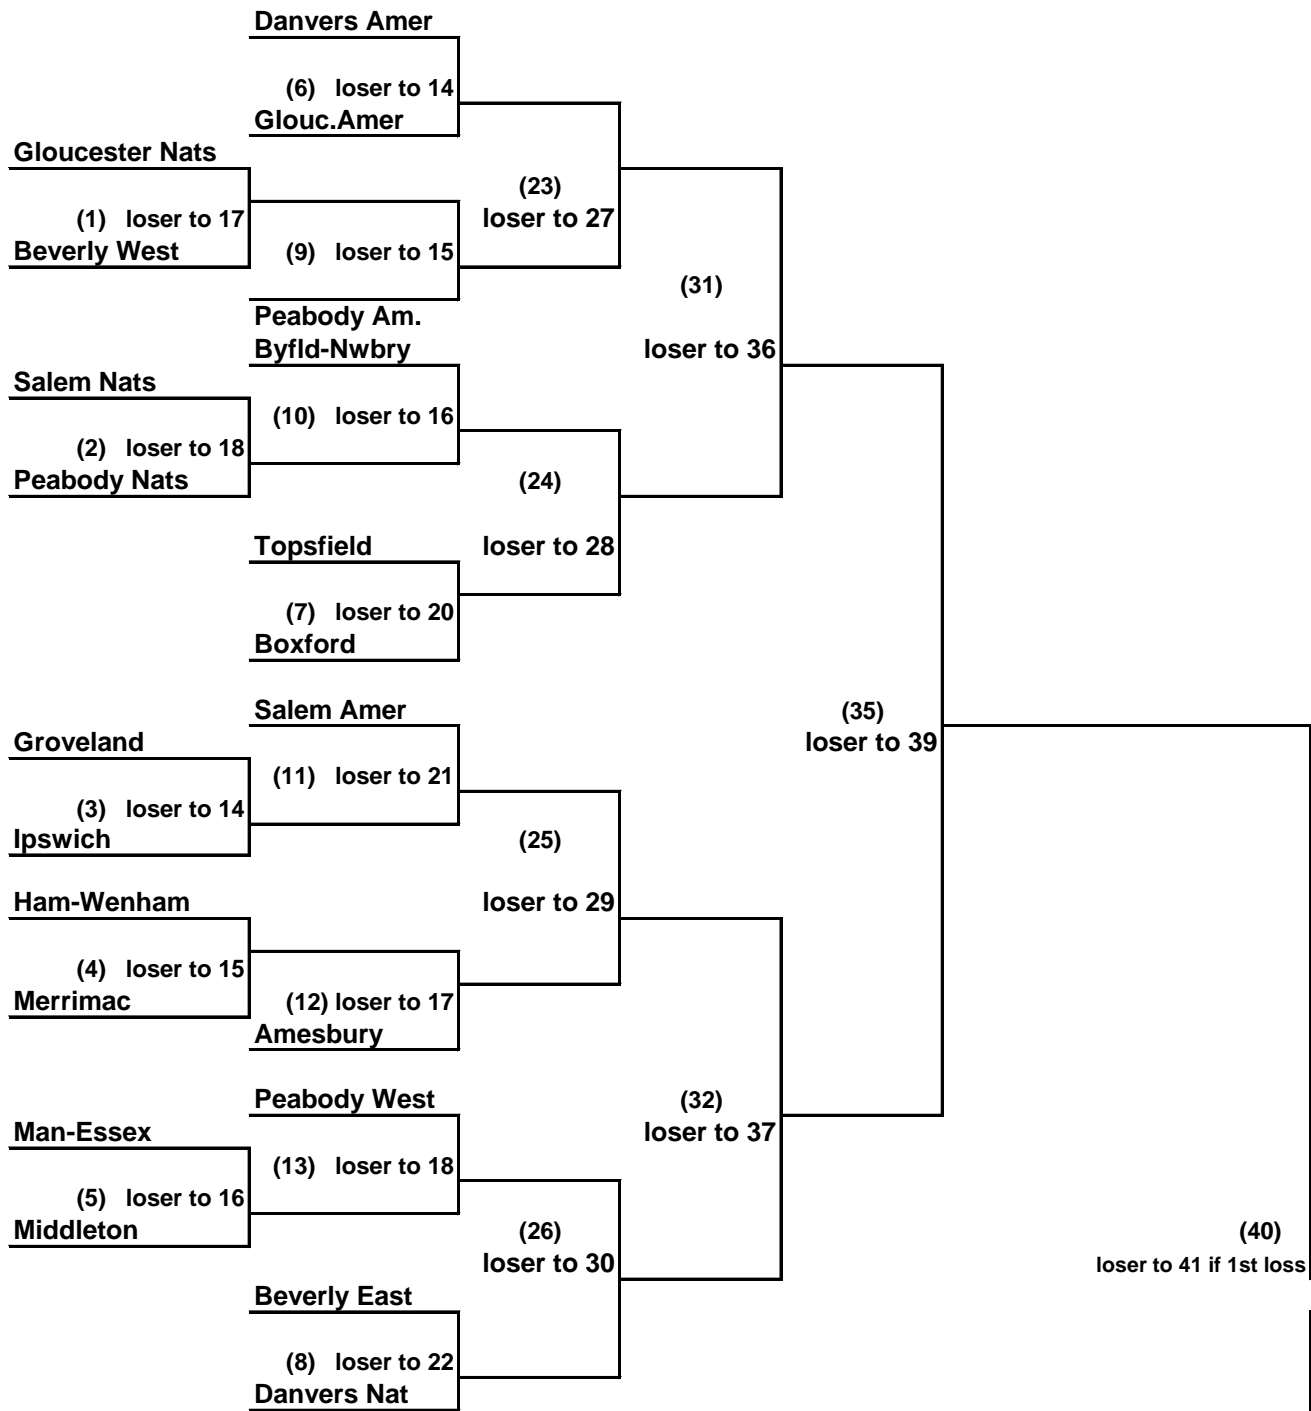 Danvers Amer
(6) loser to 14
Glouc.Amer
Gloucester Nats
(1) loser to 17
Beverly West
(9) loser to 15
(23)
loser to 27
Peabody Am.
Byfld-Nwbry
(31)
loser to 36
Salem Nats
(2) loser to 18
Peabody Nats
(10) loser to 16
(24)
loser to 28
Topsfield
(7) loser to 20
Boxford
Salem Amer
(35)
loser to 39
Groveland
(3) loser to 14
Ipswich
(11) loser to 21
(25)
loser to 29
Ham-Wenham
(4) loser to 15
Merrimac
(12) loser to 17
Amesbury
Peabody West
(32)
loser to 37
Man-Essex
(5) loser to 16
Middleton
(13) loser to 18
(26)
loser to 30
(40)
loser to 41 if 1st loss
Beverly East
(8) loser to 22
Danvers Nat